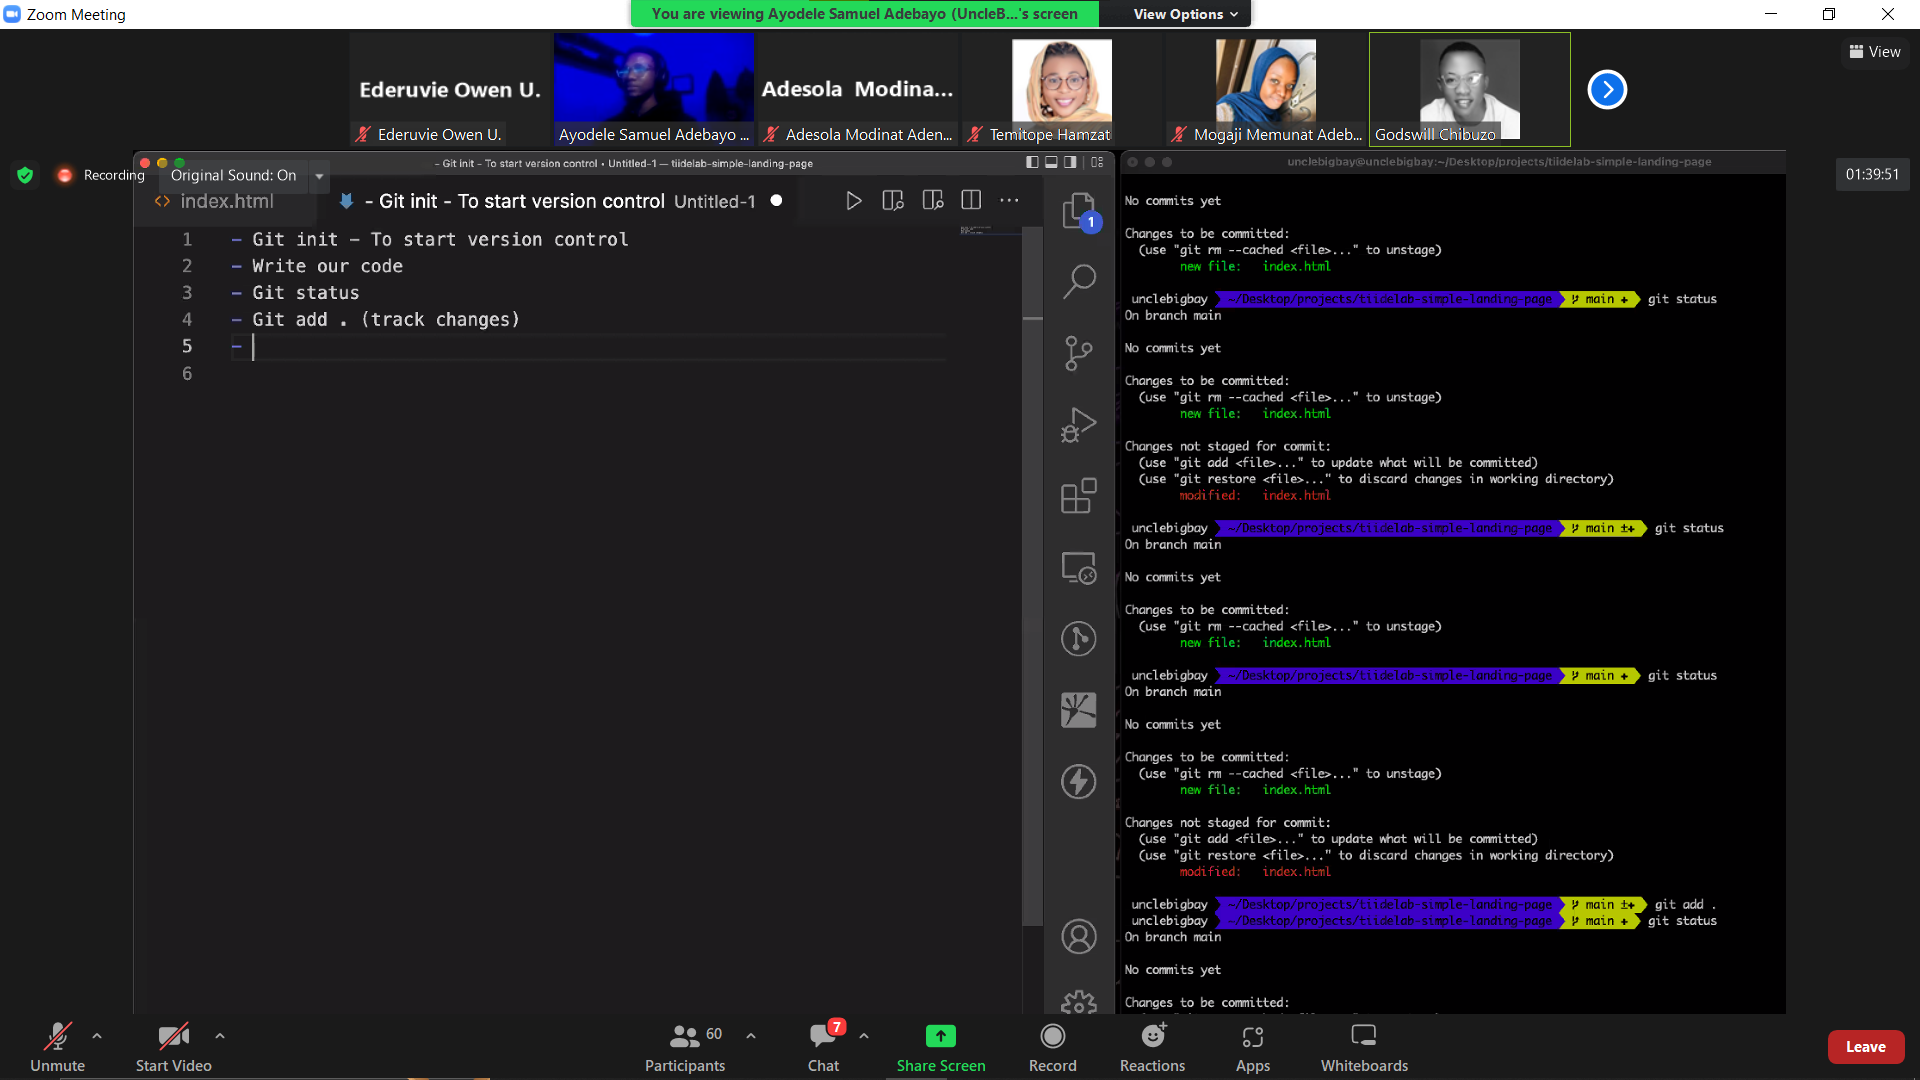 Zoom Meeting
You are viewing Ayodele Samuel Adebayo (UncleB...'s screen
View Options
View
Ederuvie Owen U.
Adesola Modina...
Ederuvie Owen U.
Ayodele Samuel Adebayo ...
Adesola Modinat Aden...
Temitope Hamzat
Mogaji Memunat Adeb...
Godswill Chibuzo
Recording
Original Sound: On
01:39:51
- Git init - To start version control • Untitled-1 — tiidelab-simple-landing-page
index.html
- Git init - To start version control Untitled-1
1 - Git init - To start version control
2 - Write our code
3 - Git status
4 - Git add . (track changes)
5 -
6
1
unclebigbay@unclebigbay:~/Desktop/projects/tiidelab-simple-landing-page
No commits yet
Changes to be committed:
(use "git rm --cached <file>..." to unstage)
new file: index.html
unclebigbay ~/Desktop/projects/tiidelab-simple-landing-page main + git status
On branch main
No commits yet
Changes to be committed:
(use "git rm --cached <file>..." to unstage)
new file: index.html
Changes not staged for commit:
(use "git add <file>..." to update what will be committed)
(use "git restore <file>..." to discard changes in working directory)
modified: index.html
unclebigbay ~/Desktop/projects/tiidelab-simple-landing-page main ±+ git status
On branch main
No commits yet
Changes to be committed:
(use "git rm --cached <file>..." to unstage)
new file: index.html
unclebigbay ~/Desktop/projects/tiidelab-simple-landing-page main + git status
On branch main
No commits yet
Changes to be committed:
(use "git rm --cached <file>..." to unstage)
new file: index.html
Changes not staged for commit:
(use "git add <file>..." to update what will be committed)
(use "git restore <file>..." to discard changes in working directory)
modified: index.html
unclebigbay ~/Desktop/projects/tiidelab-simple-landing-page main ±+ git add .
unclebigbay ~/Desktop/projects/tiidelab-simple-landing-page main + git status
On branch main
No commits yet
Changes to be committed:
Unmute
Start Video
60
Participants
7
Chat
Share Screen
Record
Reactions
Apps
Whiteboards
Leave